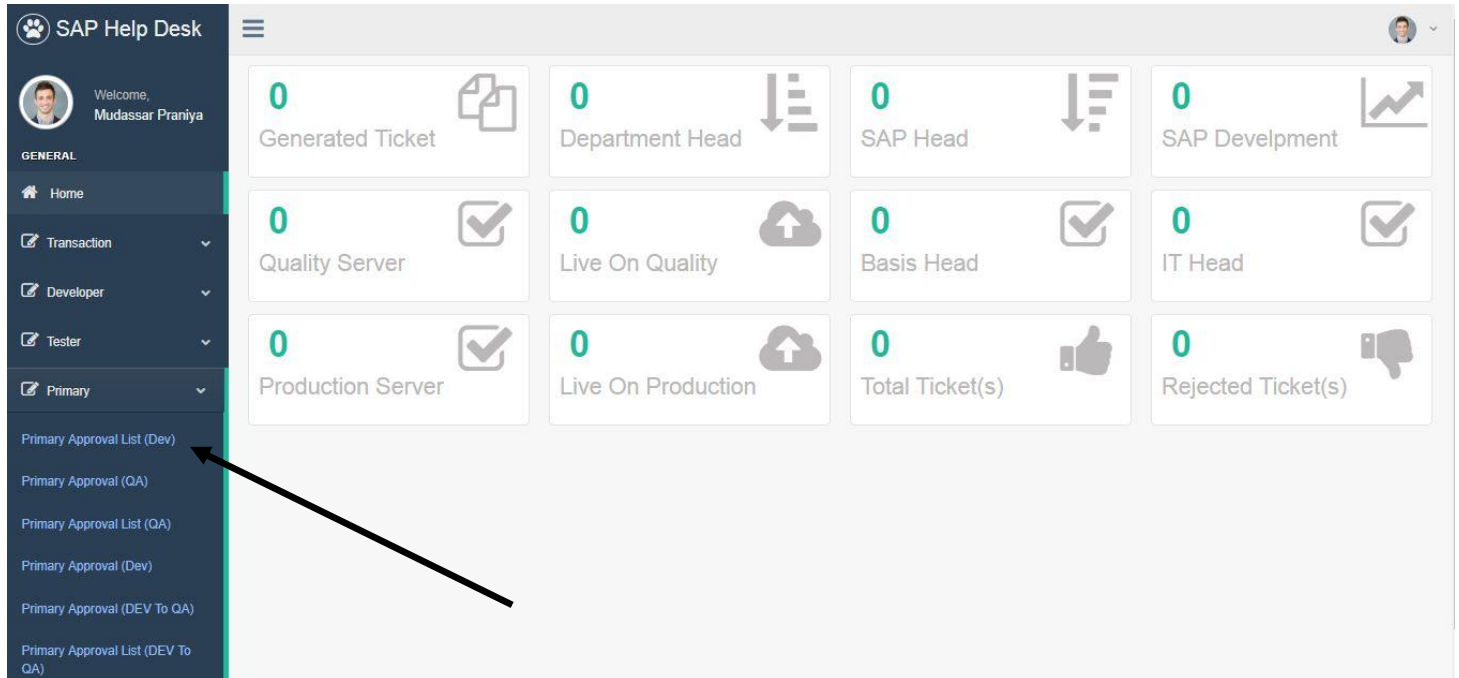 SAP Help Desk
Welcome,
Mudassar Praniya
GENERAL
Home
Transaction
Developer
Tester
Primary
Primary Approval List (Dev)
Primary Approval (QA)
Primary Approval List (QA)
Primary Approval (Dev)
Primary Approval (DEV To QA)
Primary Approval List (DEV To
QA)
0
Generated Ticket
0
Department Head
0
SAP Head
0
SAP Develpment
0
Quality Server
0
Live On Quality
0
Basis Head
0
IT Head
0
Production Server
0
Live On Production
0
Total Ticket(s)
0
Rejected Ticket(s)